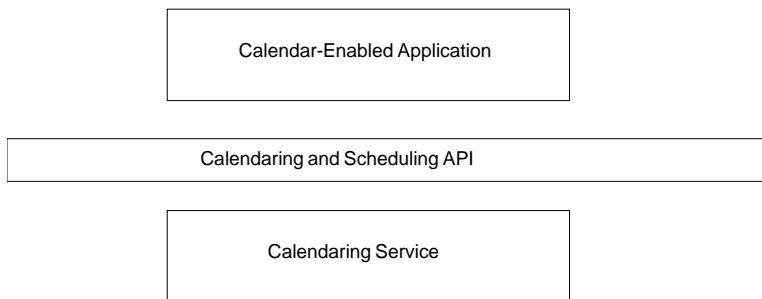 Calendar-Enabled Application
Calendaring and Scheduling API
Calendaring Service